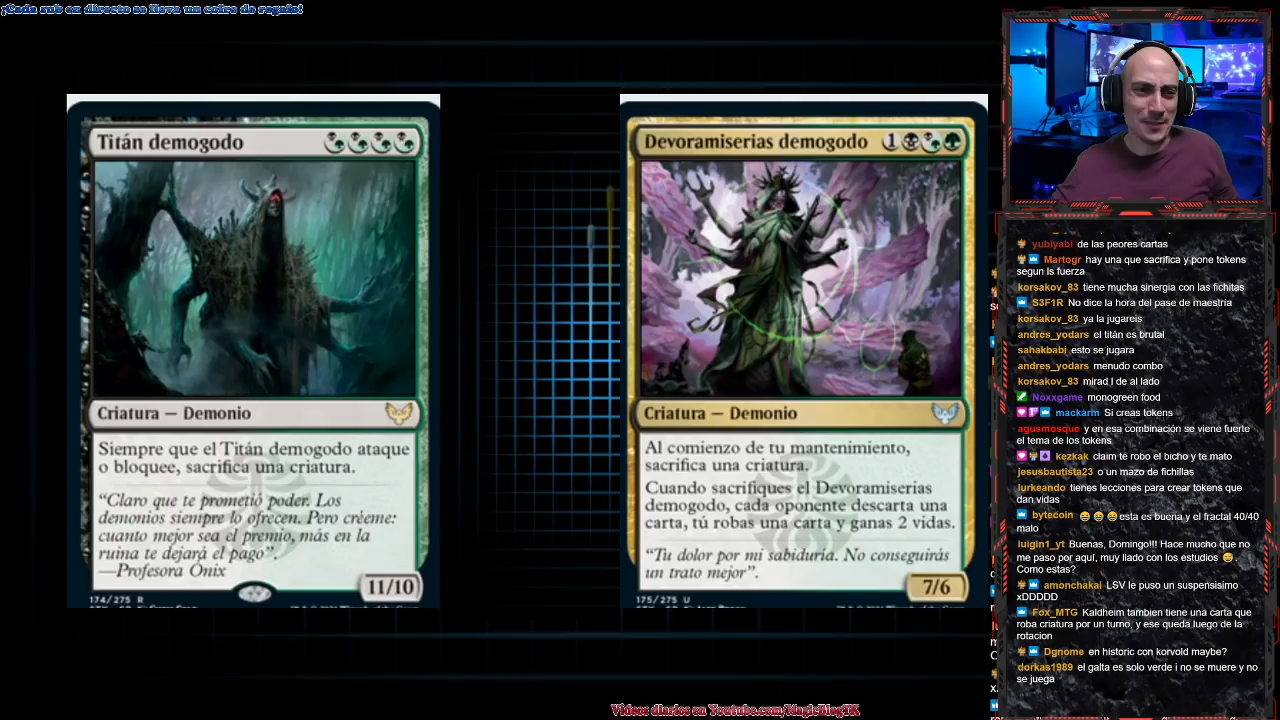 ¡Cada sub en directo se lleva un cofre de regalo!
Titán demogodo
Siempre que el Titán demogodo ataque
o bloquee, sacrifica una criatura.
Criatura — Demonio
“Claro que te prometió poder. Los
demonios siempre lo ofrecen. Pero créeme:
cuanto mejor sea el premio, más en la
ruina te dejará el pago”.
—Profesora Ónix
11/10
174/275 R
Devoramiserias demogodo
1
Criatura — Demonio
Al comienzo de tu mantenimiento,
sacrifica una criatura.
Cuando sacrifiques el Devoramiserias
demogodo, cada oponente descarta una
carta, tú robas una carta y ganas 2 vidas.
“Tu dolor por mi sabiduría. No conseguirás
un trato mejor”.
7/6
175/275 U
yubiyabi de las peores cartas
Martogr hay una que sacrifica y pone tokens
segun ls fuerza
korsakov_83 tiene mucha sinergia con las fichitas
S3F1R No dice la hora del pase de maestría
korsakov_83 ya la jugareis
andres_yodars el titán es brutal
sahakbabi esto se jugara
andres_yodars menudo combo
korsakov_83 mirad l de al lado
Noxxgame monogreen food
mackarm Si creas tokens
agusmosque y en esa combinación se viene fuerte
el tema de los tokens
kezkak claim te robo el bicho y te mato
jesusbautista23 o un mazo de fichillas
lurkeando tienes lecciones para crear tokens que
dan vidas
bytecoin esta es buena y el fractal 40/40
malo
luigin1_yt Buenas, Domingo!!! Hace mucho que no
me paso por aquí, muy liado con los estudios
Como estas?
amonchakai LSV le puso un suspensisimo
xDDDDD
Fox_MTG Kaldheim tambien tiene una carta que
roba criatura por un turno, y ese queda luego de la
rotacion
Dgnome en historic con korvold maybe?
dorkas1989 el galta es solo verde i no se muere y no
se juega
Videos diarios en Youtube.com/MagicBlogTK